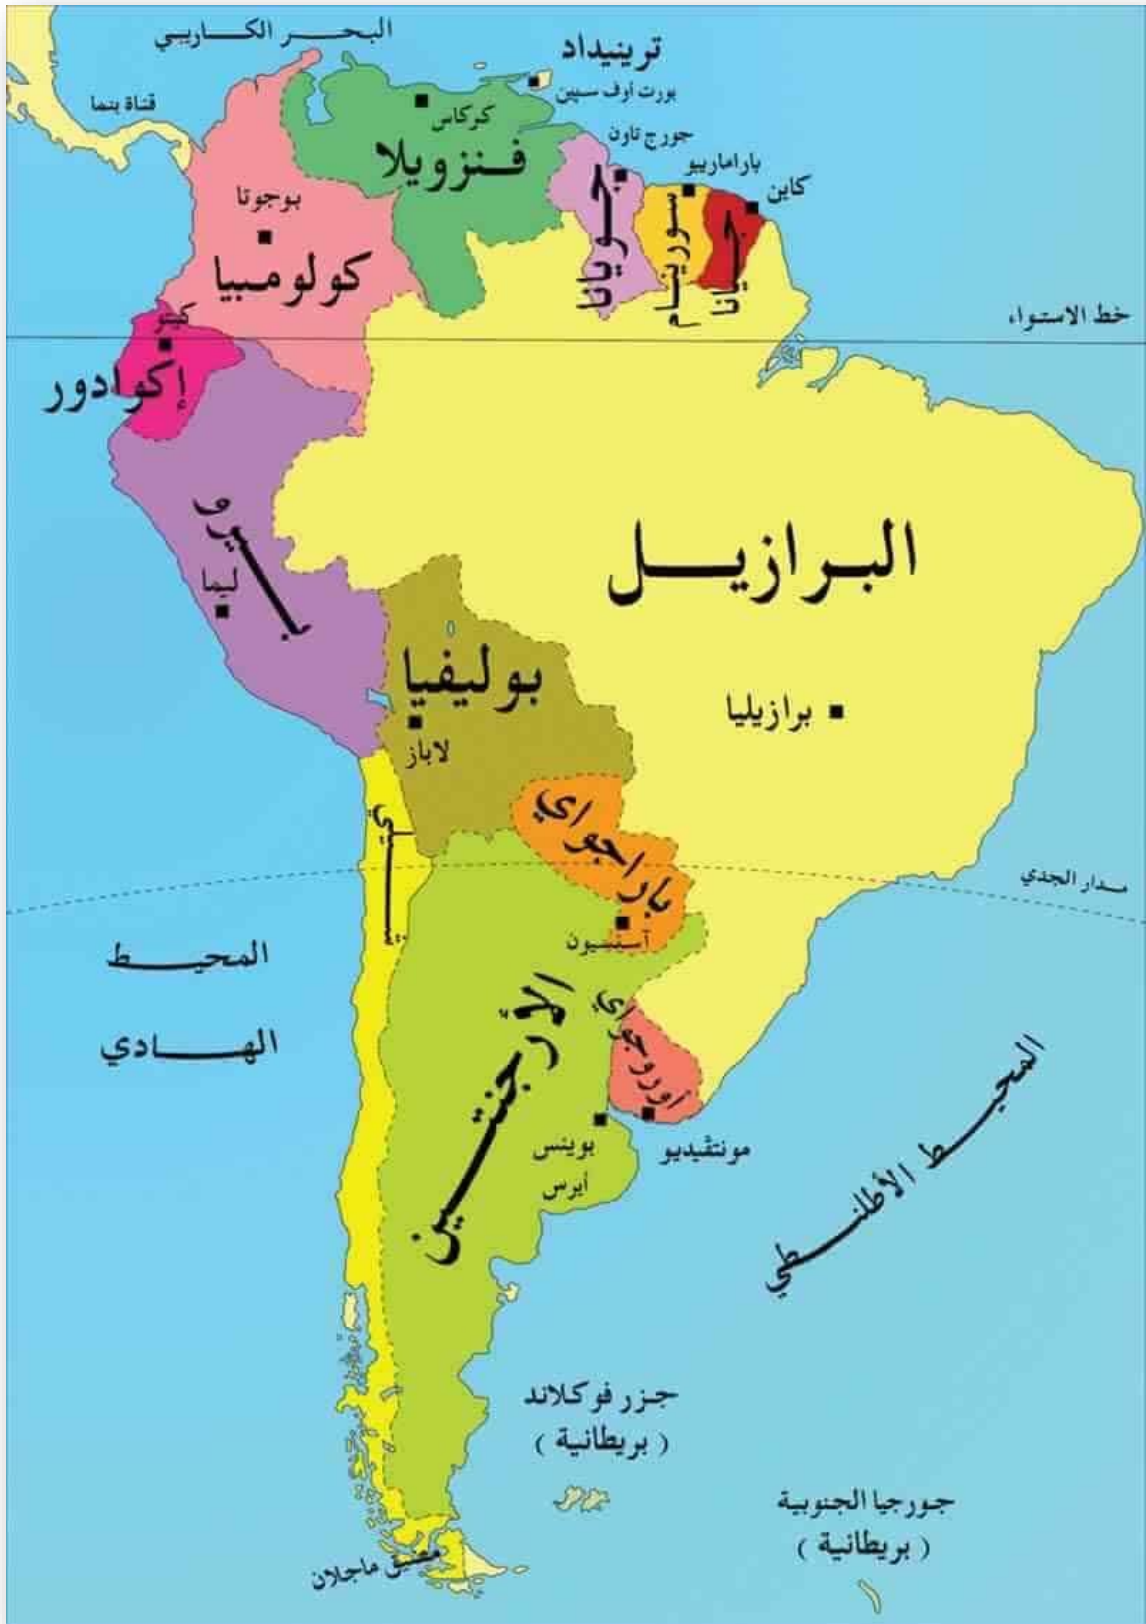 البحر الكاريبي
ترينيداد
بورت أوف سبين
قناة بنما
كركاس
فنزويلا
جورج تاون
باراماريبو
كاين
بوجوتا
كولومبيا
جويانا
سورينام
جيانا
خط الاستواء
كيتو
إكوادور
بيرو
ليما
البرازيل
برازيليا
بوليفيا
لاباز
باراجواي
آسنسيون
تشيلي
مدار الجدي
المحيط
الهادي
الأرجنتين
أوروجواي
مونتڤيديو
بوينس
أيرس
المحيط الأطلنطي
جزر فوكلاند
( بريطانية )
جورجيا الجنوبية
( بريطانية )
مضيق ماجلان